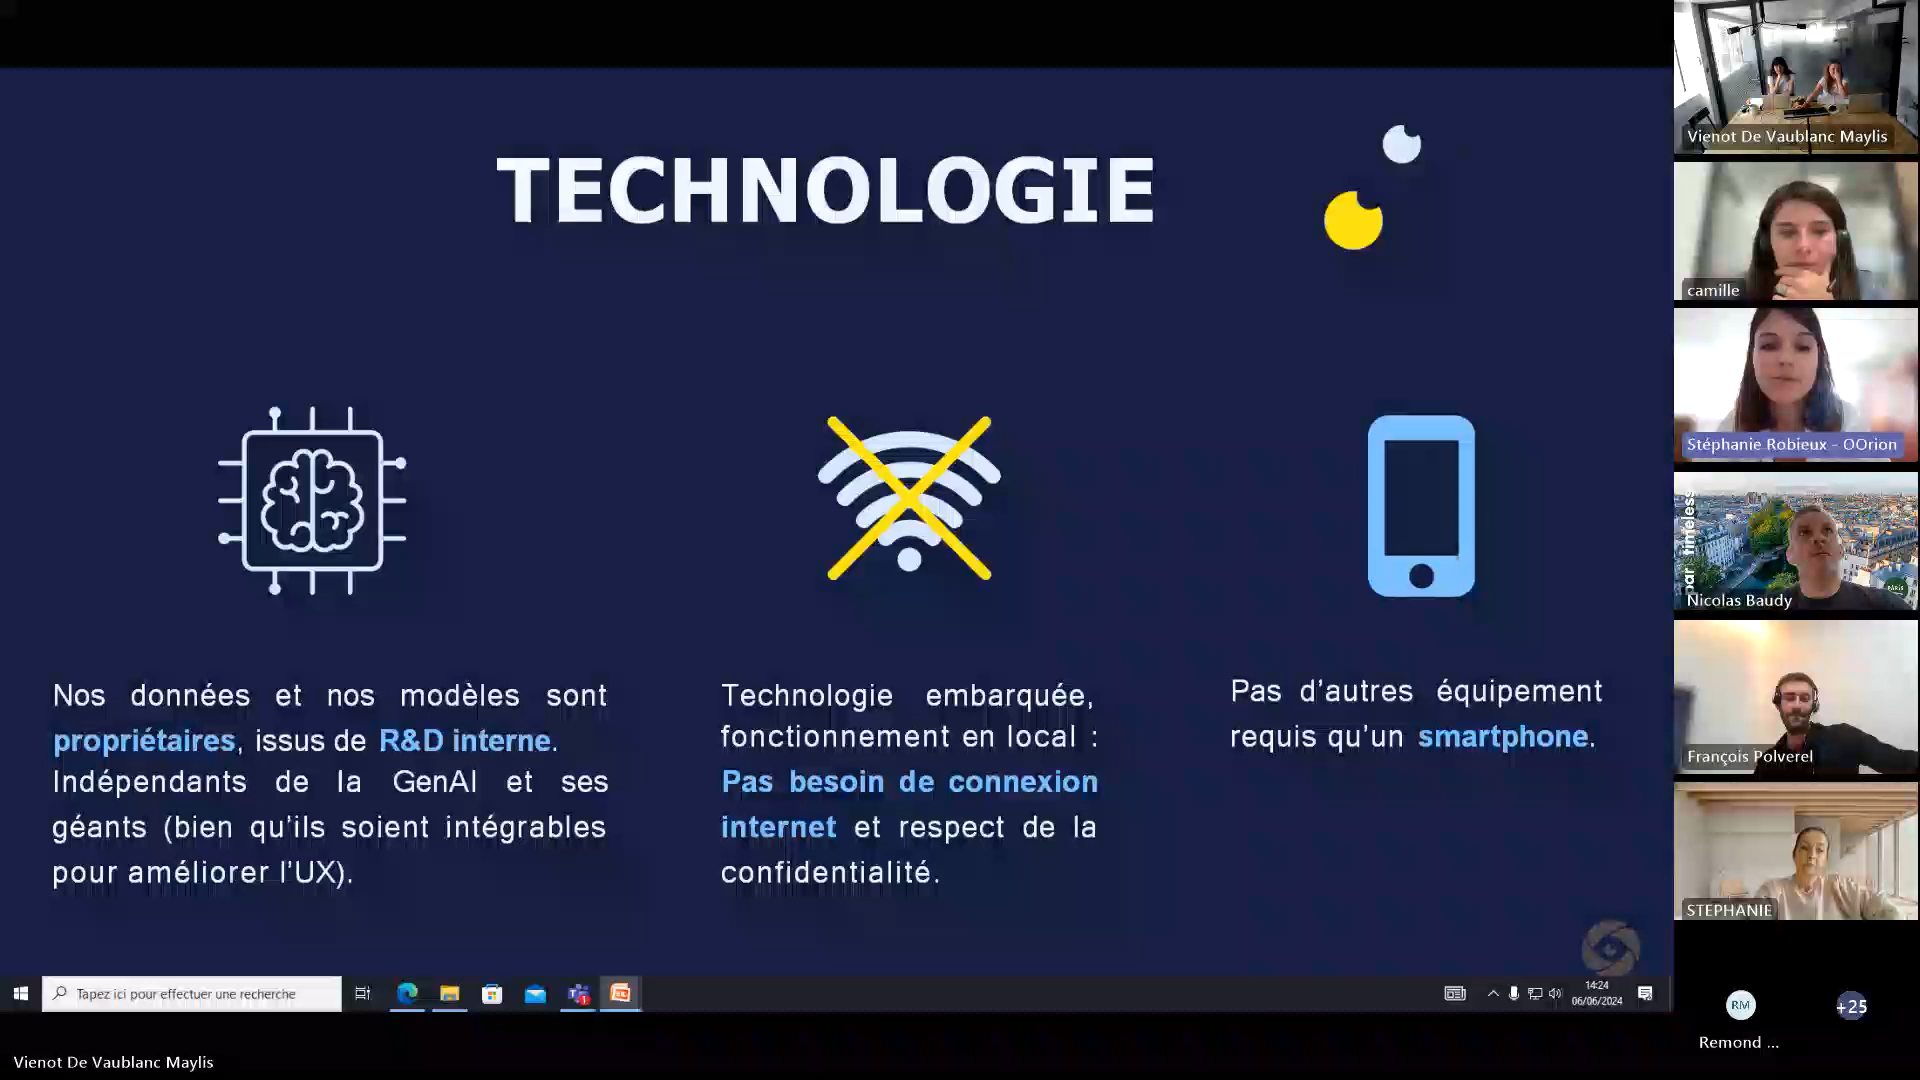 TECHNOLOGIE
Nos données et nos modèles sont
propriétaires, issus de R&D interne.
Indépendants de la GenAI et ses
géants (bien qu'ils soient intégrables
pour améliorer l'UX).
Technologie embarquée,
fonctionnement en local :
Pas besoin de connexion
internet et respect de la
confidentialité.
Pas d'autres équipement
requis qu'un smartphone.
Tapez ici pour effectuer une recherche
1
14:24
06/06/2024
Vienot De Vaublanc Maylis
Vienot De Vaublanc Maylis
camille
Stéphanie Robieux - OOrion
par timeless
PARIS
Nicolas Baudy
François Polverel
STEPHANIE
RM
+25
Remond ...